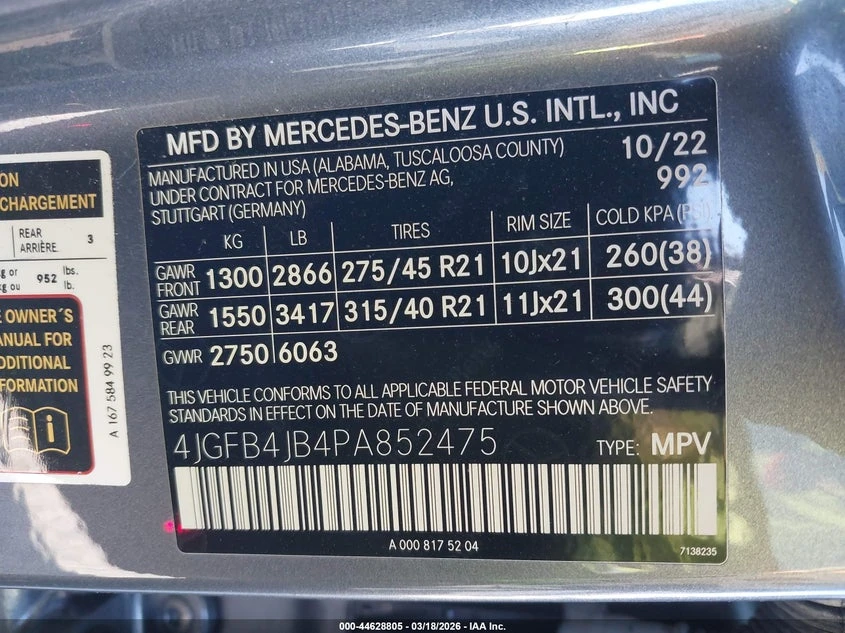 MFD BY MERCEDES-BENZ U.S. INTL., INC
MANUFACTURED IN USA (ALABAMA, TUSCALOOSA COUNTY) 10/22
UNDER CONTRACT FOR MERCEDES-BENZ AG, 992
STUTTGART (GERMANY)
KG LB TIRES RIM SIZE COLD KPA (PSI)
GAWR FRONT 1300 2866 275/45 R21 10Jx21 260(38)
GAWR REAR 1550 3417 315/40 R21 11Jx21 300(44)
GVWR 2750 6063
THIS VEHICLE CONFORMS TO ALL APPLICABLE FEDERAL MOTOR VEHICLE SAFETY
STANDARDS IN EFFECT ON THE DATE OF MANUFACTURE SHOWN ABOVE.
4JGFB4JB4PA852475 TYPE: MPV
A 000 817 52 04
7138235
ON
CHARGEMENT
REAR 3
ARRIÈRE
g or 952 lbs.
kg ou lb.
E OWNER'S
ANUAL FOR
DDITIONAL
FORMATION
A 167 584 99 23
000-44628805 - 03/18/2026 - IAA Inc.